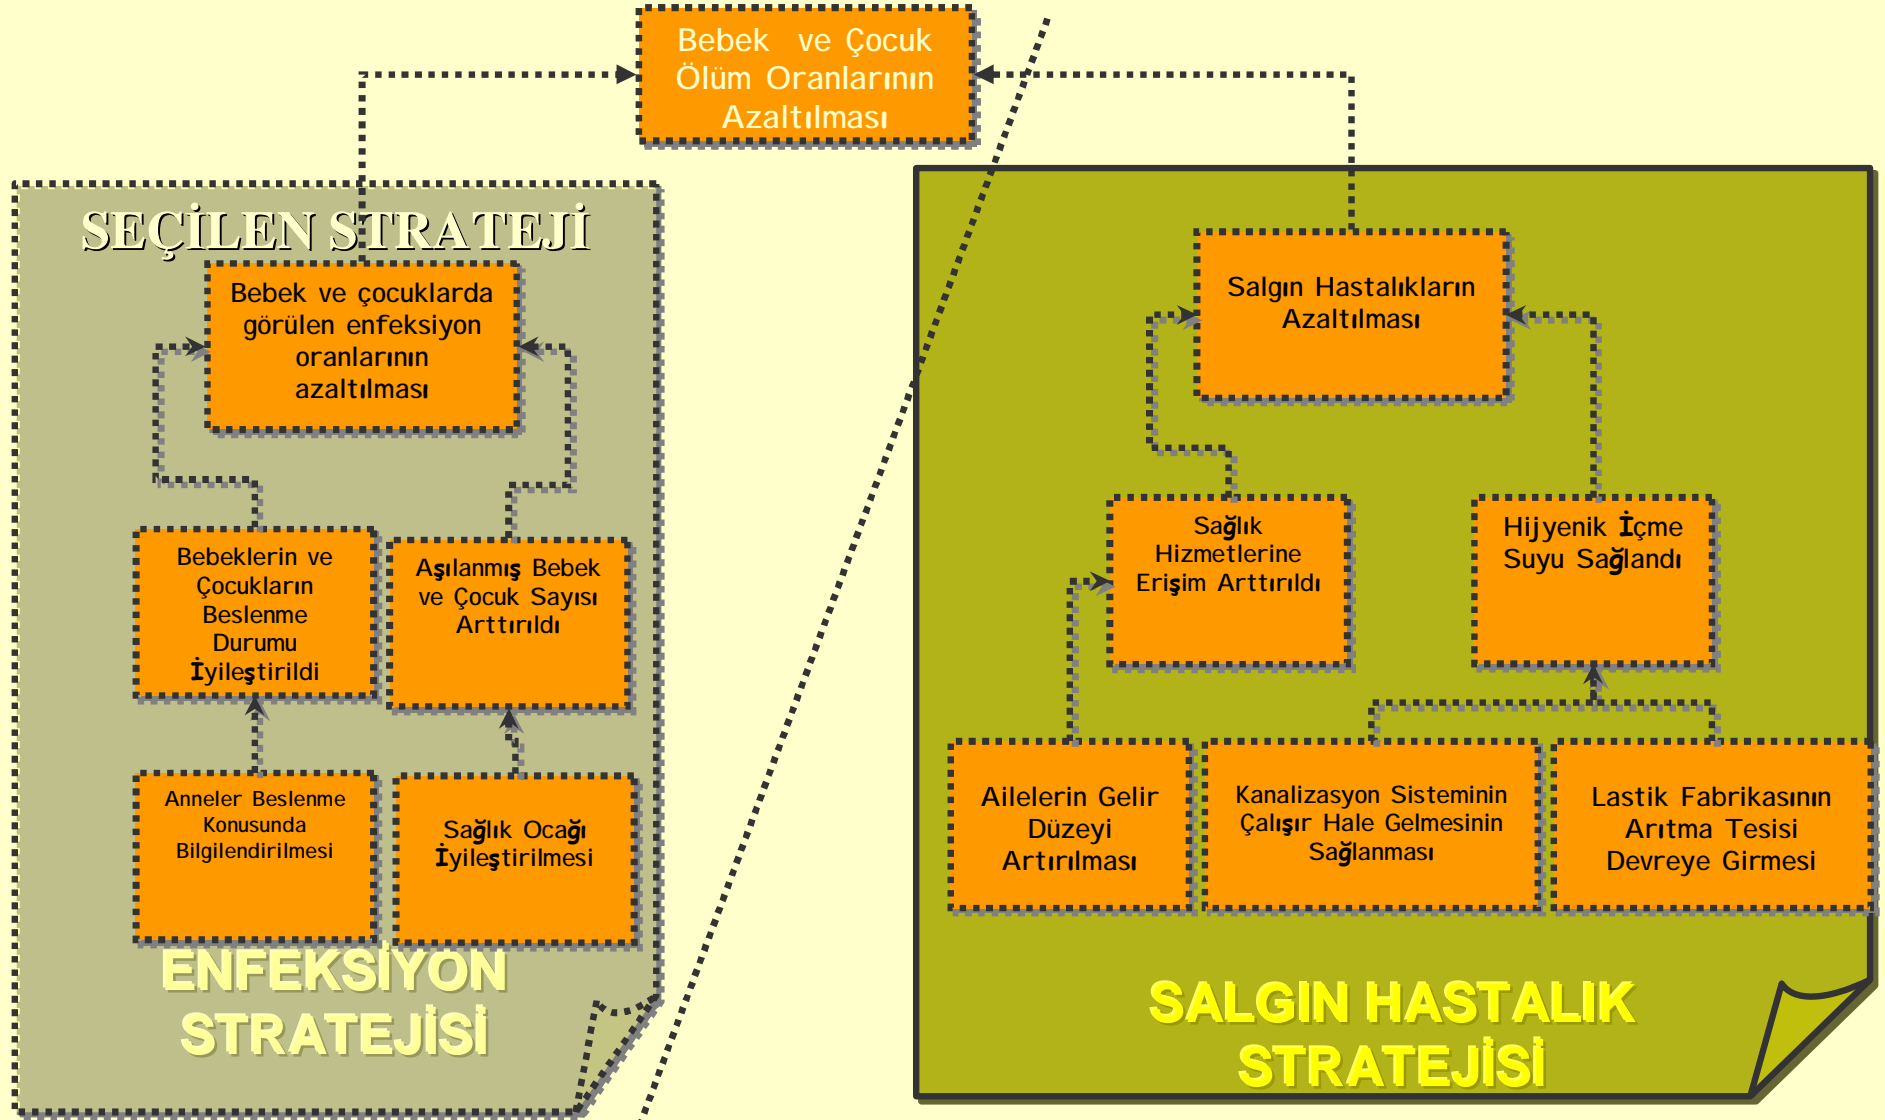 Bebek ve Çocuk
Ölüm Oranlarının
Azaltılması
SEÇİLEN STRATEJİ
Bebek ve çocuklarda
görülen enfeksiyon
oranlarının
azaltılması
Bebeklerin ve
Çocukların
Beslenme
Durumu
İyileştirildi
Aşılanmış Bebek
ve Çocuk Sayısı
Arttırıldı
Anneler Beslenme
Konusunda
Bilgilendirilmesi
Sağlık Ocağı
İyileştirilmesi
ENFEKSİYON
STRATEJİSİ
Salgın Hastalıkların
Azaltılması
Sağlık
Hizmetlerine
Erişim Arttırıldı
Hijyenik İçme
Suyu Sağlandı
Ailelerin Gelir
Düzeyi
Artırılması
Kanalizasyon Sisteminin
Çalışır Hale Gelmesinin
Sağlanması
Lastik Fabrikasının
Arıtma Tesisi
Devreye Girmesi
SALGIN HASTALIK
STRATEJİSİ